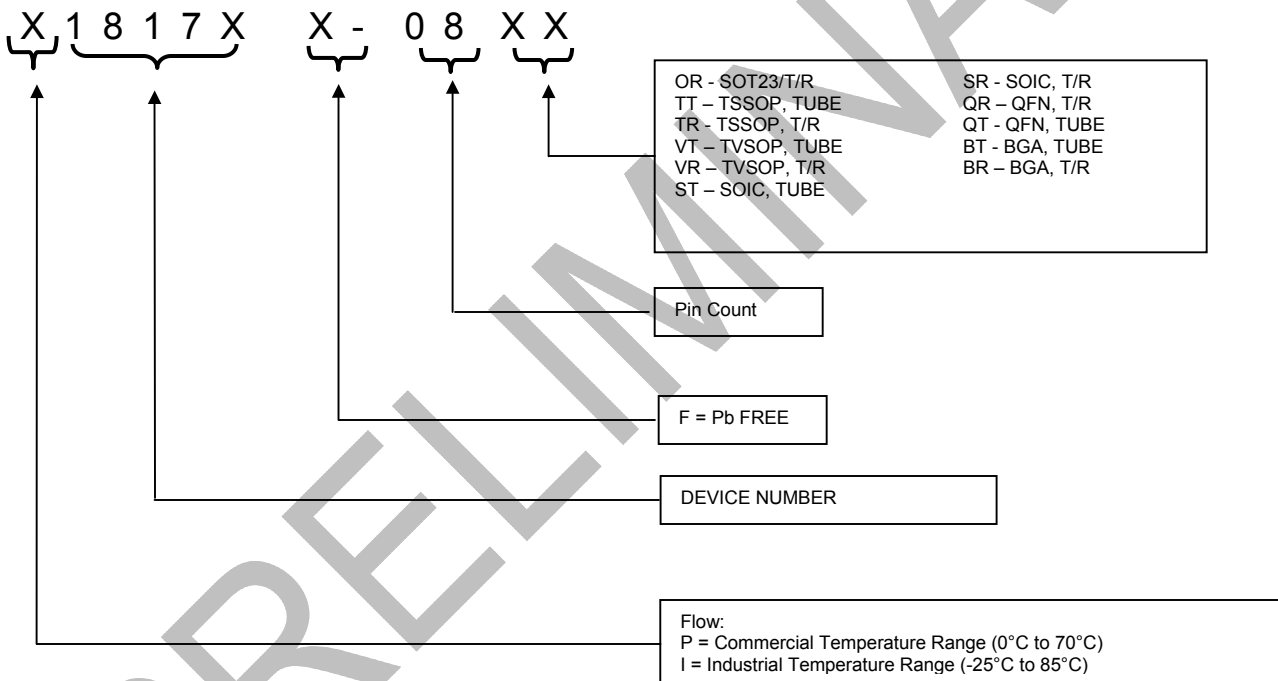 X 1 8 1 7 X X - 0 8 X X
OR - SOT23/T/R
TT – TSSOP, TUBE
TR - TSSOP, T/R
VT – TVSOP, TUBE
VR – TVSOP, T/R
ST – SOIC, TUBE
SR - SOIC, T/R
QR – QFN, T/R
QT - QFN, TUBE
BT - BGA, TUBE
BR – BGA, T/R
Pin Count
F = Pb FREE
DEVICE NUMBER
Flow:
P = Commercial Temperature Range (0°C to 70°C)
I = Industrial Temperature Range (-25°C to 85°C)